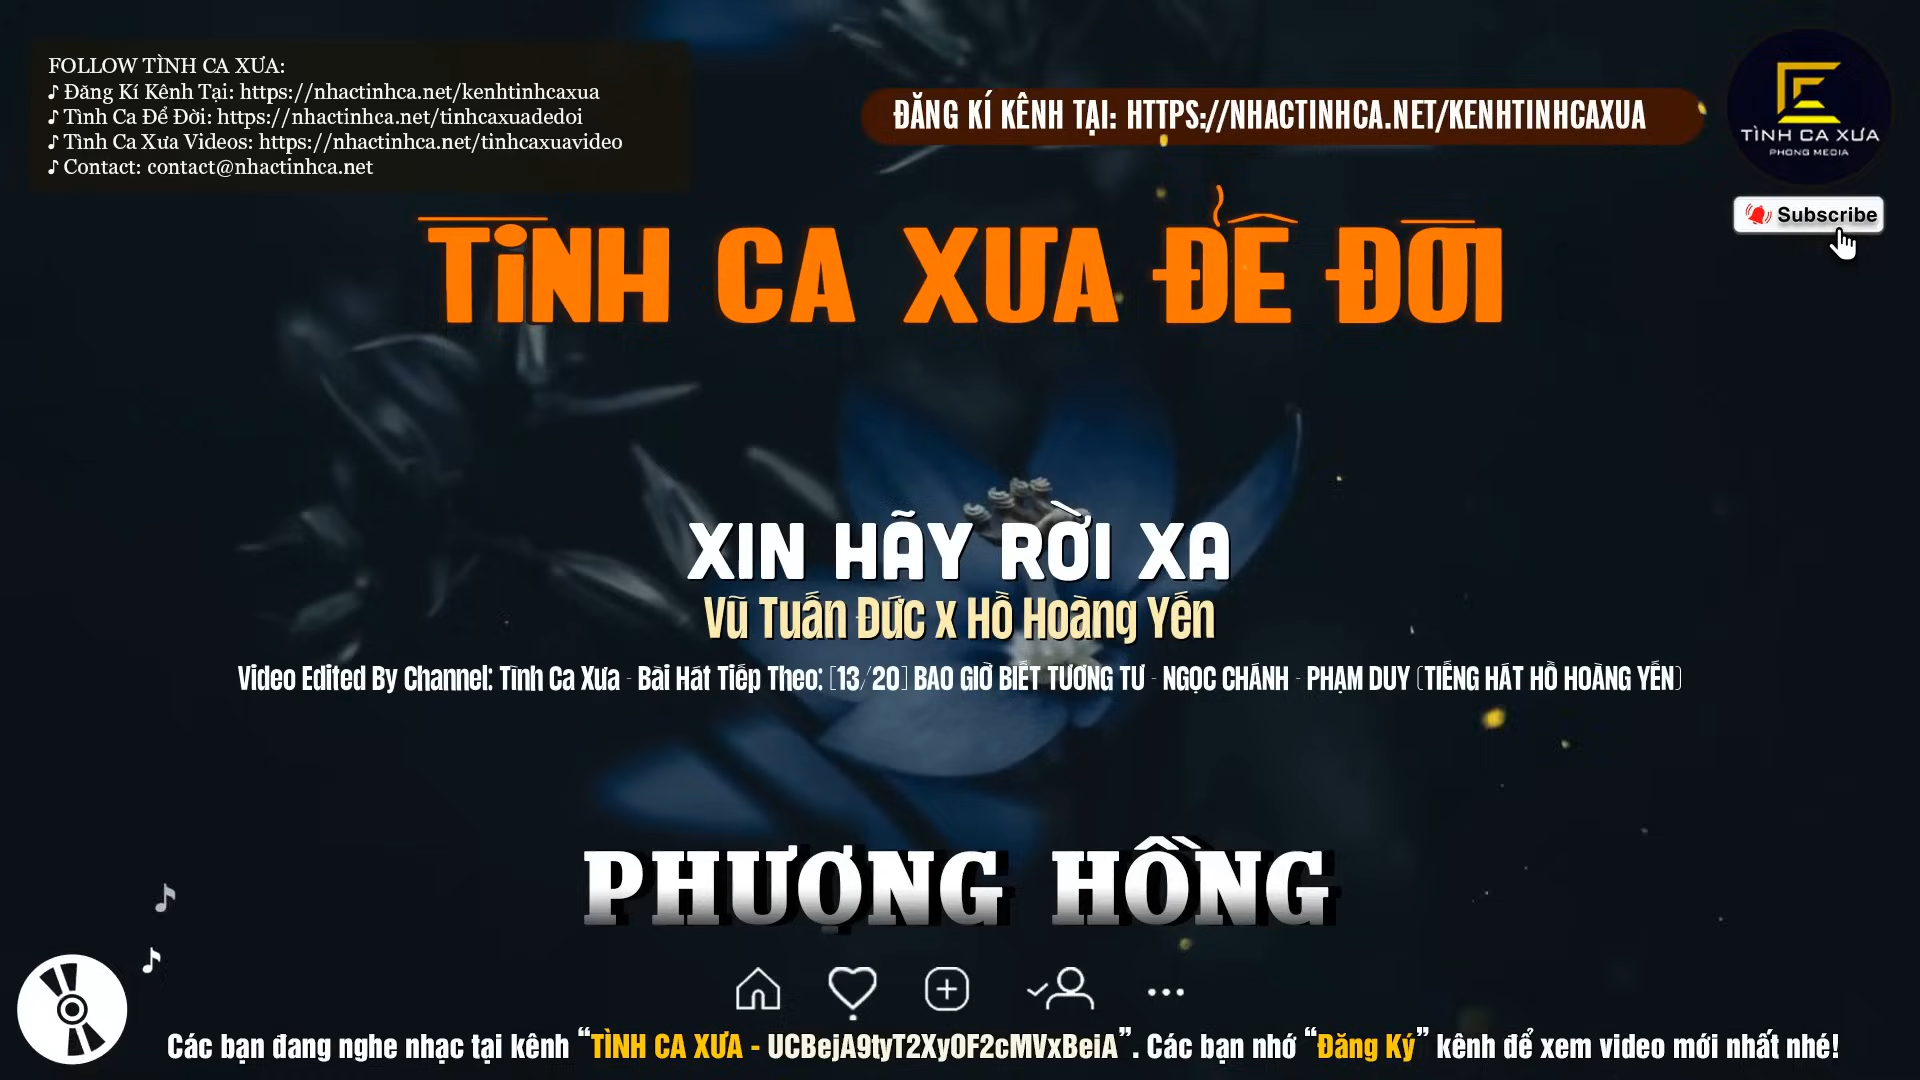 FOLLOW TÌNH CA XƯA:
♪ Đăng Kí Kênh Tại: https://nhactinhca.net/kenhtinhcaxua
♪ Tình Ca Để Đời: https://nhactinhca.net/tinhcaxuadedoi
♪ Tình Ca Xưa Videos: https://nhactinhca.net/tinhcaxuavideo
♪ Contact: contact@nhactinhca.net
ĐĂNG KÍ KÊNH TẠI: HTTPS://NHACTINHCA.NET/KENHTINHCAXUA
TÌNH CA XƯA
PHONG MEDIA
Subscribe
TÌNH CA XƯA ĐỂ ĐỜI
XIN HÃY RỜI XA
Vũ Tuấn Đức x Hồ Hoàng Yến
Video Edited By Channel: Tình Ca Xưa - Bài Hát Tiếp Theo: [13/20] BAO GIỜ BIẾT TƯƠNG TƯ - NGỌC CHÁNH - PHẠM DUY (TIẾNG HÁT HỒ HOÀNG YẾN)
PHƯỢNG HỒNG
Các bạn đang nghe nhạc tại kênh “TÌNH CA XƯA - UCBejA9tyT2XyOF2cMVxBeiA”. Các bạn nhớ “Đăng Ký” kênh để xem video mới nhất nhé!